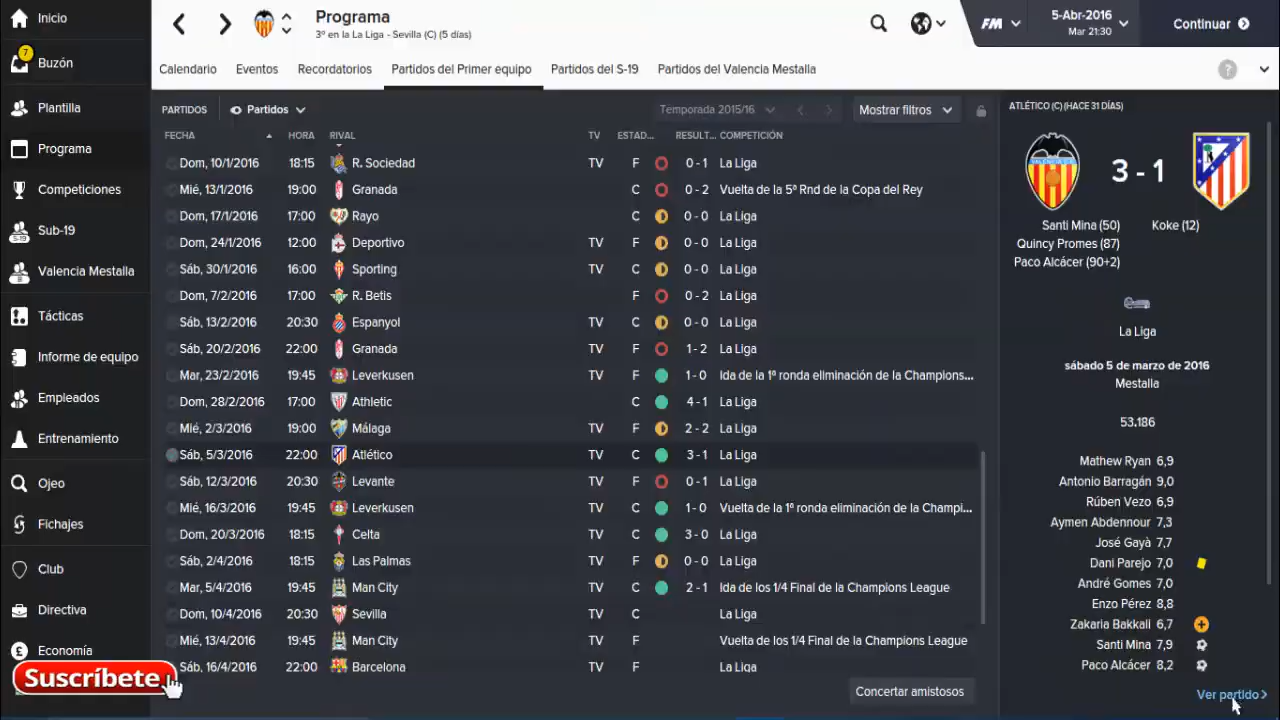 Inicio
7
Buzón
Plantilla
Programa
Competiciones
Sub-19
Valencia Mestalla
Tácticas
Informe de equipo
Empleados
Entrenamiento
Ojeo
Fichajes
Club
Directiva
Economía
Suscríbete
Programa
3º en la La Liga - Sevilla (C) (5 días)
FM
5-Abr-2016
Mar 21:30
Continuar
Calendario Eventos Recordatorios Partidos del Primer equipo Partidos del S-19 Partidos del Valencia Mestalla
?
PARTIDOS Partidos Temporada 2015/16 Mostrar filtros
FECHA HORA RIVAL TV ESTAD... RESULT... COMPETICIÓN
Dom, 10/1/2016 18:15 R. Sociedad TV F 0 - 1 La Liga
Mié, 13/1/2016 19:00 Granada C 0 - 2 Vuelta de la 5ª Rnd de la Copa del Rey
Dom, 17/1/2016 17:00 Rayo C 0 - 0 La Liga
Dom, 24/1/2016 12:00 Deportivo TV F 0 - 0 La Liga
Sáb, 30/1/2016 16:00 Sporting TV C 0 - 0 La Liga
Dom, 7/2/2016 17:00 R. Betis F 0 - 2 La Liga
Sáb, 13/2/2016 20:30 Espanyol TV C 0 - 0 La Liga
Sáb, 20/2/2016 22:00 Granada TV F 1 - 2 La Liga
Mar, 23/2/2016 19:45 Leverkusen TV F 1 - 0 Ida de la 1ª ronda eliminación de la Champions...
Dom, 28/2/2016 17:00 Athletic C 4 - 1 La Liga
Mié, 2/3/2016 19:00 Málaga TV F 2 - 2 La Liga
Sáb, 5/3/2016 22:00 Atlético TV C 3 - 1 La Liga
Sáb, 12/3/2016 20:30 Levante TV F 0 - 1 La Liga
Mié, 16/3/2016 19:45 Leverkusen TV C 1 - 0 Vuelta de la 1ª ronda eliminación de la Champi...
Dom, 20/3/2016 18:15 Celta TV C 3 - 0 La Liga
Sáb, 2/4/2016 18:15 Las Palmas TV F 0 - 0 La Liga
Mar, 5/4/2016 19:45 Man City TV C 2 - 1 Ida de los 1/4 Final de la Champions League
Dom, 10/4/2016 20:30 Sevilla TV C La Liga
Mié, 13/4/2016 19:45 Man City TV F Vuelta de los 1/4 Final de la Champions League
Sáb, 16/4/2016 22:00 Barcelona TV F La Liga
Concertar amistosos
ATLÉTICO (C) (HACE 31 DÍAS)
3 - 1
Santi Mina (50) Koke (12)
Quincy Promes (87)
Paco Alcácer (90+2)
La Liga
sábado 5 de marzo de 2016
Mestalla
53.186
Mathew Ryan 6,9
Antonio Barragán 9,0
Rúben Vezo 6,9
Aymen Abdennour 7,3
José Gayà 7,7
Dani Parejo 7,0
André Gomes 7,0
Enzo Pérez 8,8
Zakaria Bakkali 6,7
Santi Mina 7,9
Paco Alcácer 8,2
Ver partido